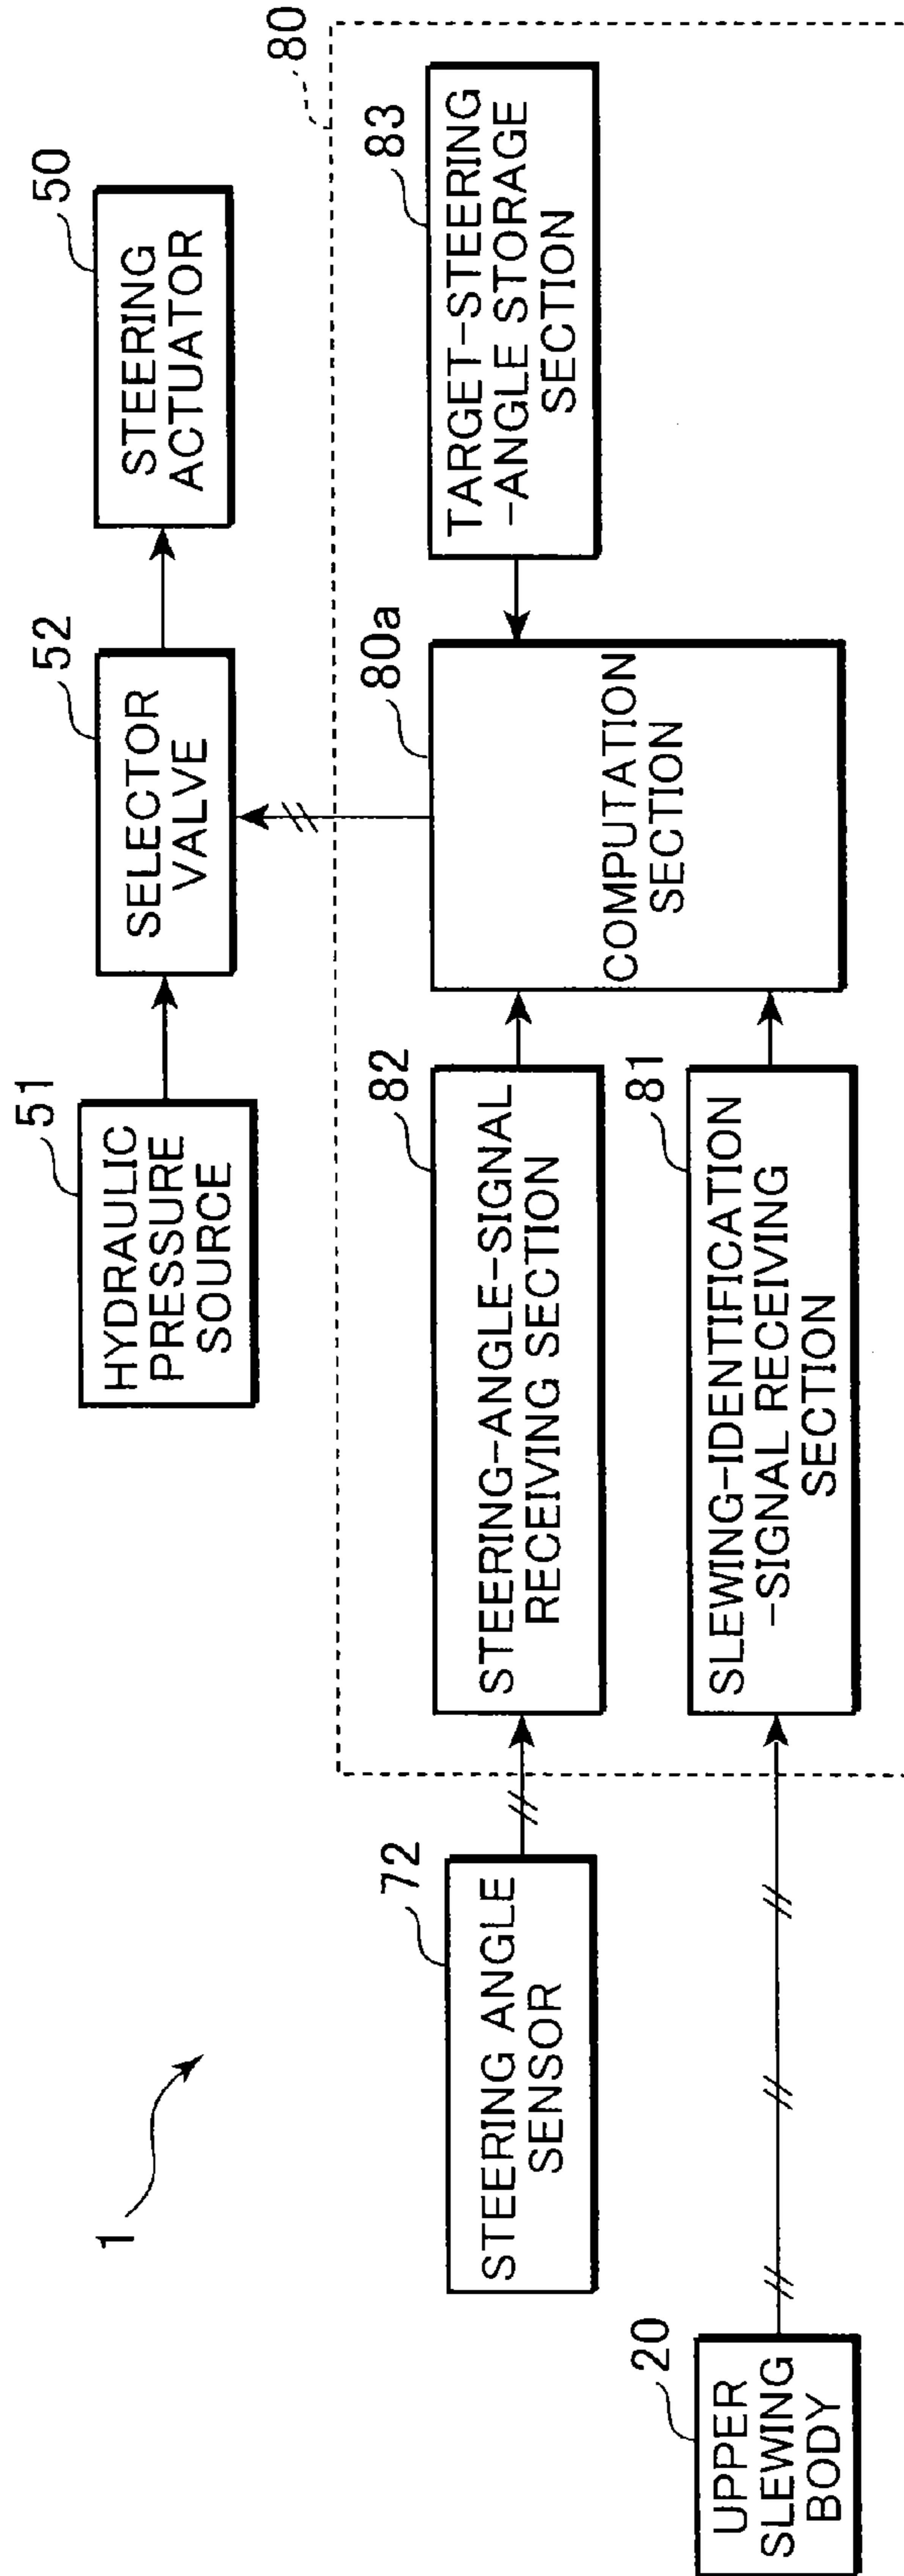 1
51
HYDRAULIC
PRESSURE
SOURCE
52
SELECTOR
VALVE
50
STEERING
ACTUATOR
80
72
STEERING ANGLE
SENSOR
82
STEERING-ANGLE-SIGNAL
RECEIVING SECTION
80a
COMPUTATION
SECTION
83
TARGET-STEERING
-ANGLE STORAGE
SECTION
20
UPPER
SLEWING
BODY
81
SLEWING-IDENTIFICATION
-SIGNAL RECEIVING
SECTION